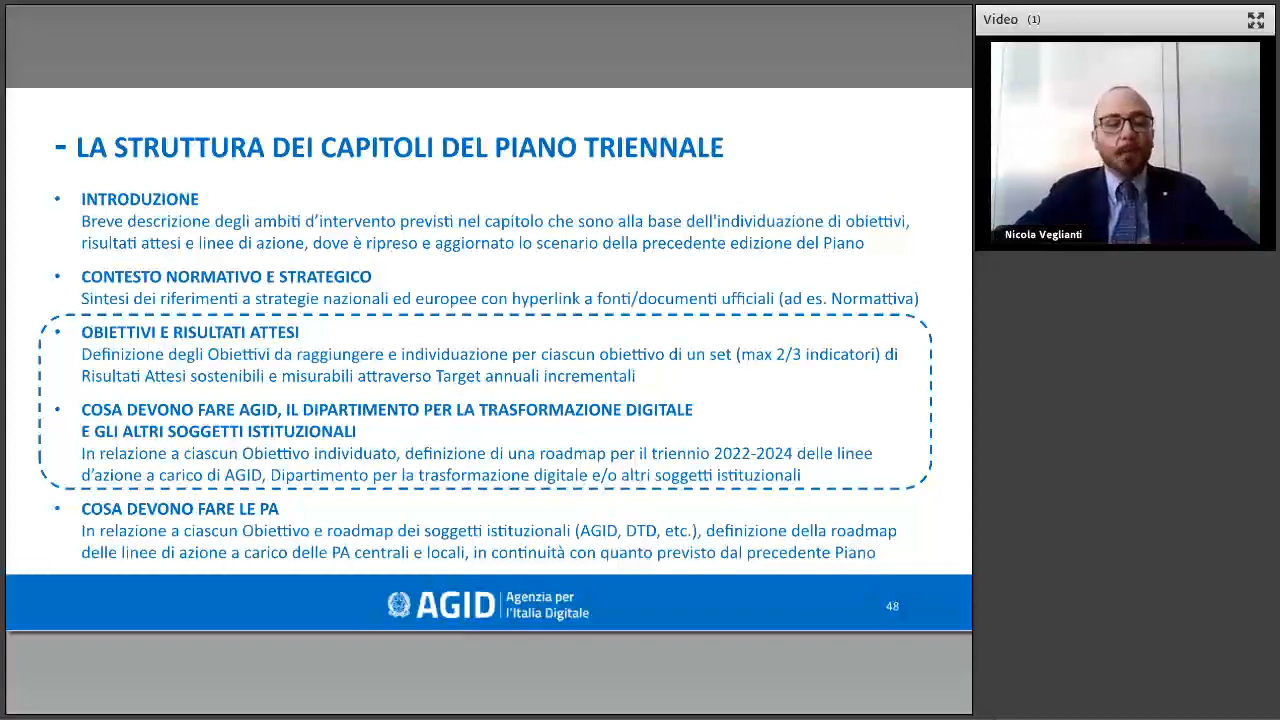 Video (1)
Nicola Veglianti
- LA STRUTTURA DEI CAPITOLI DEL PIANO TRIENNALE
• INTRODUZIONE
Breve descrizione degli ambiti d'intervento previsti nel capitolo che sono alla base dell'individuazione di obiettivi,
risultati attesi e linee di azione, dove è ripreso e aggiornato lo scenario della precedente edizione del Piano
• CONTESTO NORMATIVO E STRATEGICO
Sintesi dei riferimenti a strategie nazionali ed europee con hyperlink a fonti/documenti ufficiali (ad es. Normattiva)
• OBIETTIVI E RISULTATI ATTESI
Definizione degli Obiettivi da raggiungere e individuazione per ciascun obiettivo di un set (max 2/3 indicatori) di
Risultati Attesi sostenibili e misurabili attraverso Target annuali incrementali
• COSA DEVONO FARE AGID, IL DIPARTIMENTO PER LA TRASFORMAZIONE DIGITALE
E GLI ALTRI SOGGETTI ISTITUZIONALI
In relazione a ciascun Obiettivo individuato, definizione di una roadmap per il triennio 2022-2024 delle linee
d'azione a carico di AGID, Dipartimento per la trasformazione digitale e/o altri soggetti istituzionali
• COSA DEVONO FARE LE PA
In relazione a ciascun Obiettivo e roadmap dei soggetti istituzionali (AGID, DTD, etc.), definizione della roadmap
delle linee di azione a carico delle PA centrali e locali, in continuità con quanto previsto dal precedente Piano
AGID Agenzia per
l'Italia Digitale
48